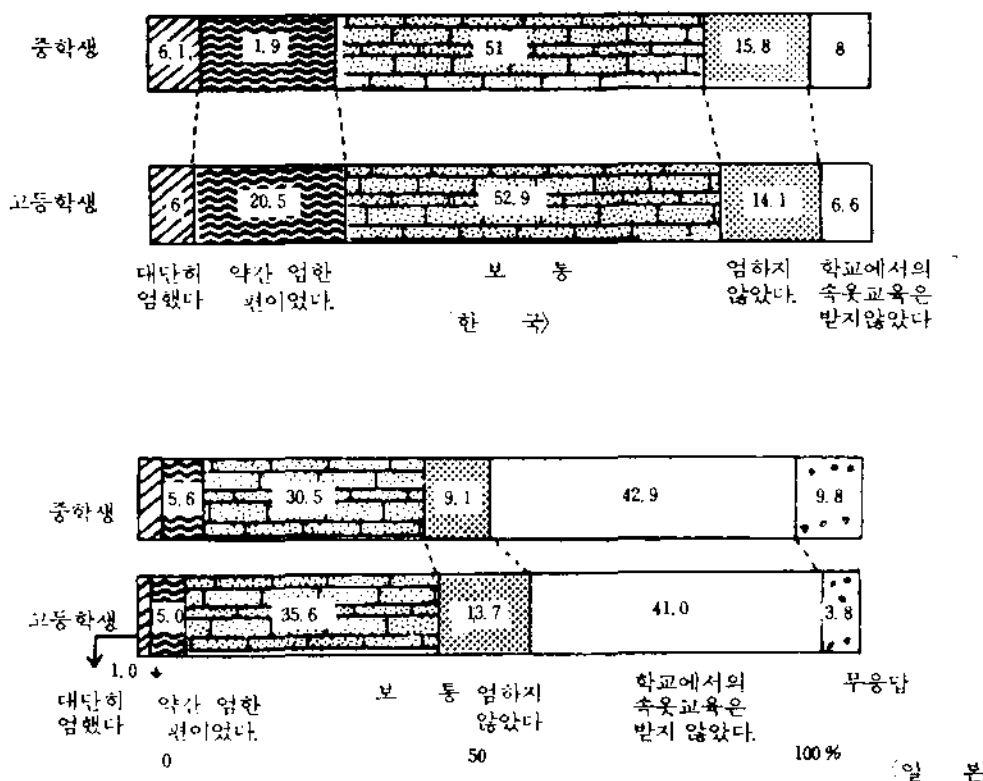 중학생 6.1 1.9 51 15.8 8
고등학생 6 20.5 52.9 14.1 6.6
대단히 약간 엄한 보 통 엄하지 학교에서의
엄했다 편이었다. 않았다. 속옷교육은
받지않았다
한 국〉
중학생 5.6 30.5 9.1 42.9 9.8
고등학생 5.0 35.6 13.7 41.0 3.8
1.0
대단히 약간 엄한 보 통 엄하지 학교에서의 무응답
엄했다 편이었다. 않았다 속옷교육은
받지 않았다.
0 50 100%
〈일 본